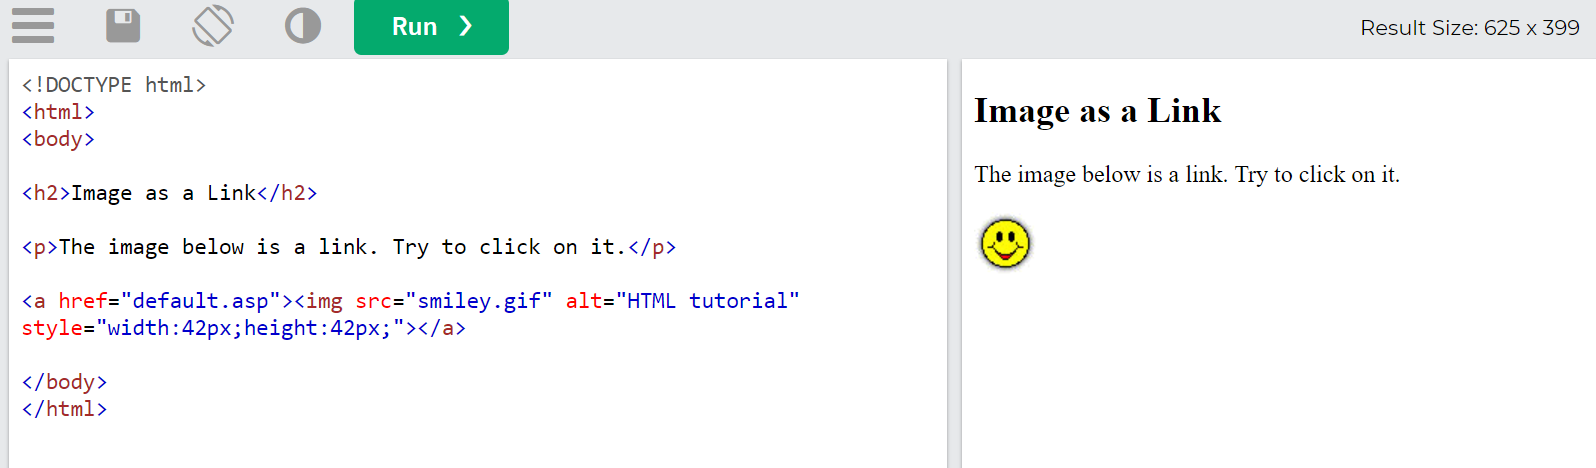 Run ❯
Result Size: 625 x 399
<!DOCTYPE html>
<html>
<body>
<h2>Image as a Link</h2>
<p>The image below is a link. Try to click on it.</p>
<a href="default.asp"><img src="smiley.gif" alt="HTML tutorial"
style="width:42px;height:42px;"></a>
</body>
</html>
Image as a Link
The image below is a link. Try to click on it.